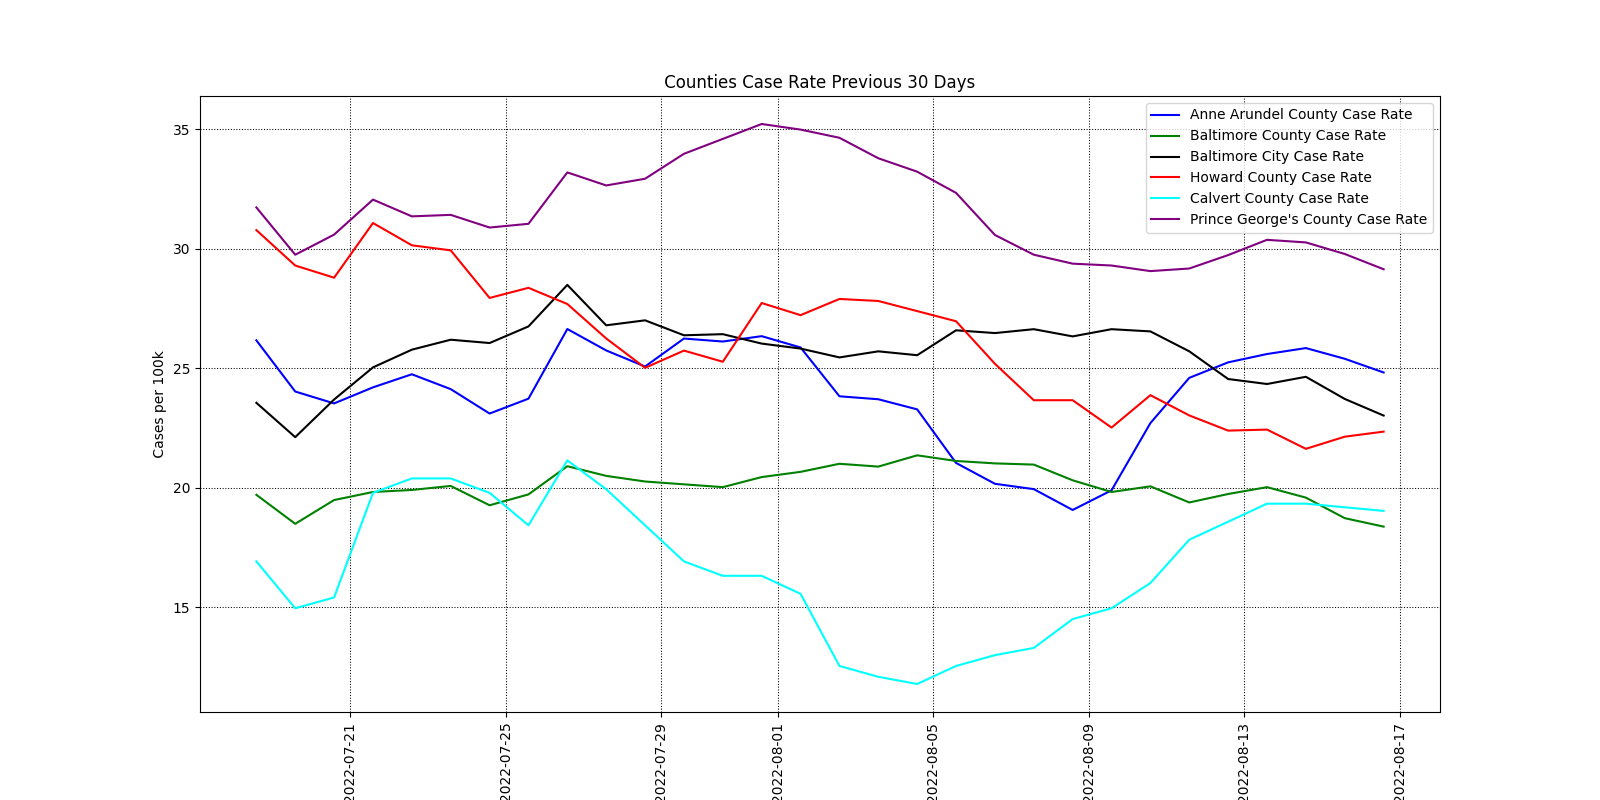 Counties Case Rate Previous 30 Days
Anne Arundel County Case Rate
Baltimore County Case Rate
Baltimore City Case Rate
Howard County Case Rate
Calvert County Case Rate
Prince George's County Case Rate
Cases per 100k
35
30
25
20
15
2022-07-21
2022-07-25
2022-07-29
2022-08-01
2022-08-05
2022-08-09
2022-08-13
2022-08-17